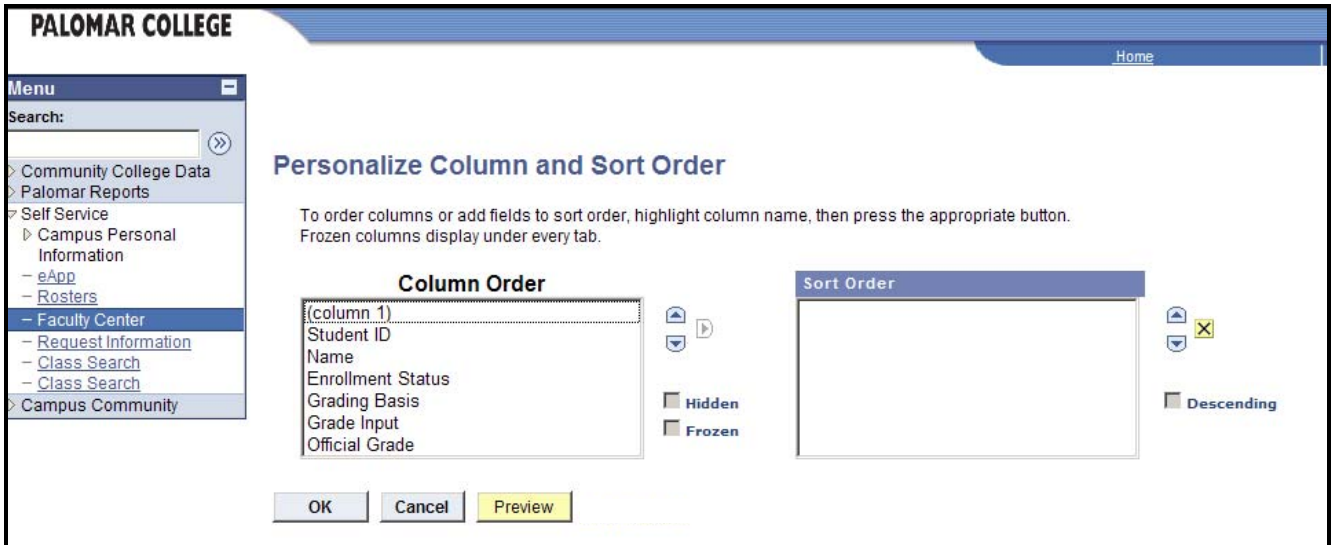 PALOMAR COLLEGE
Home
Menu
Search:
Community College Data
Palomar Reports
Self Service
Campus Personal
Information
eApp
Rosters
Faculty Center
Request Information
Class Search
Class Search
Campus Community
Personalize Column and Sort Order
To order columns or add fields to sort order, highlight column name, then press the appropriate button.
Frozen columns display under every tab.
Column Order
(column 1)
Student ID
Name
Enrollment Status
Grading Basis
Grade Input
Official Grade
Hidden
Frozen
Sort Order
Descending
OK
Cancel
Preview